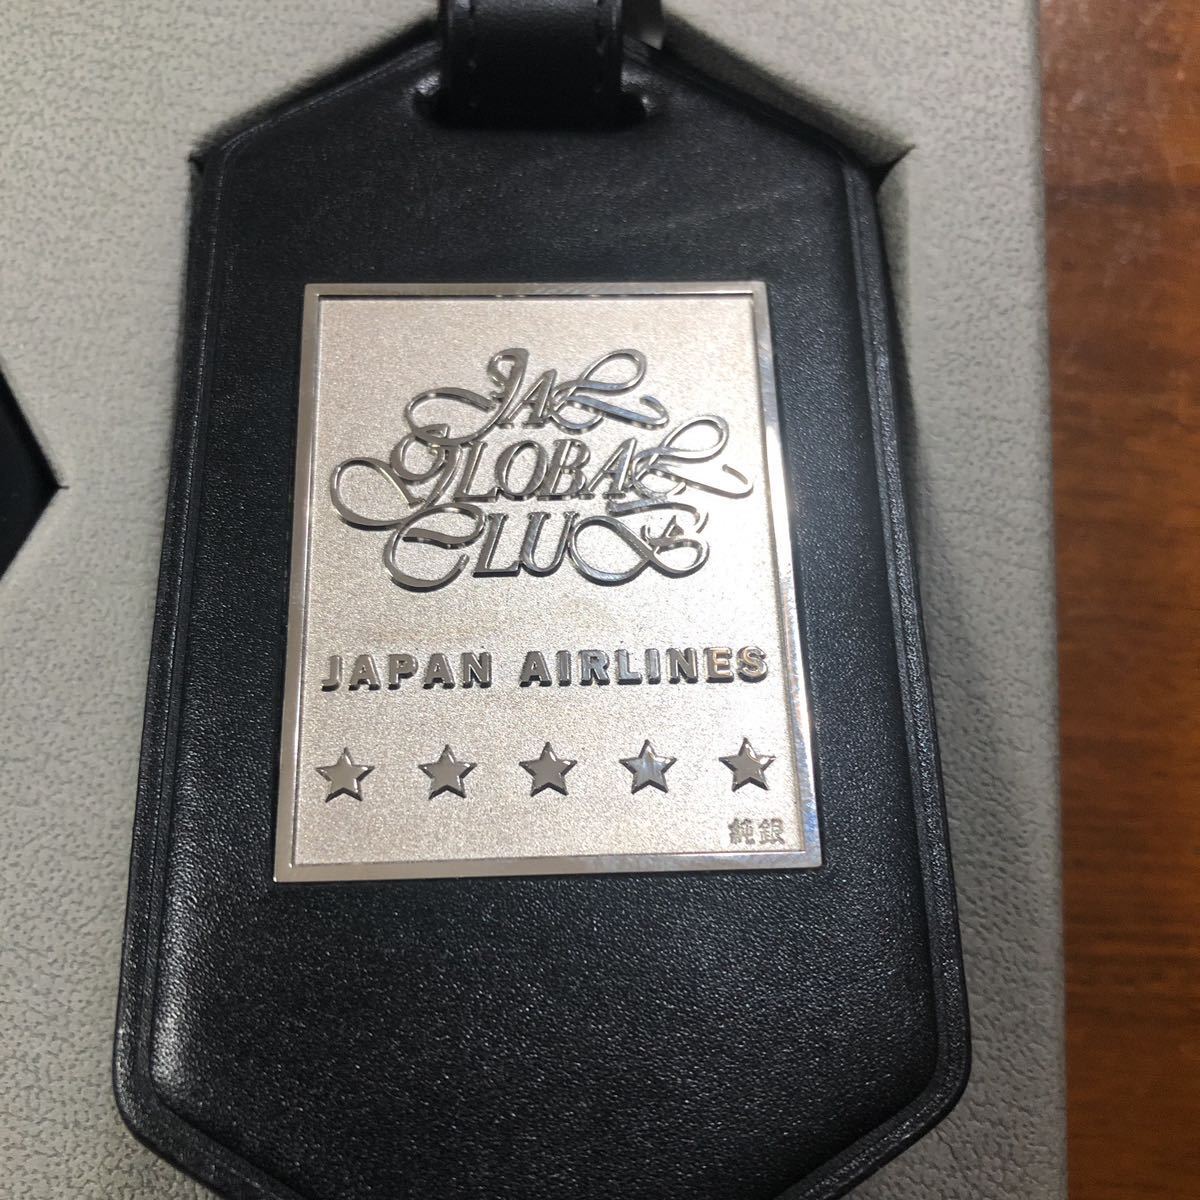 JAL
GLOBAL
CLUB
JAPAN AIRLINES
★ ★ ★ ★ ★
純銀